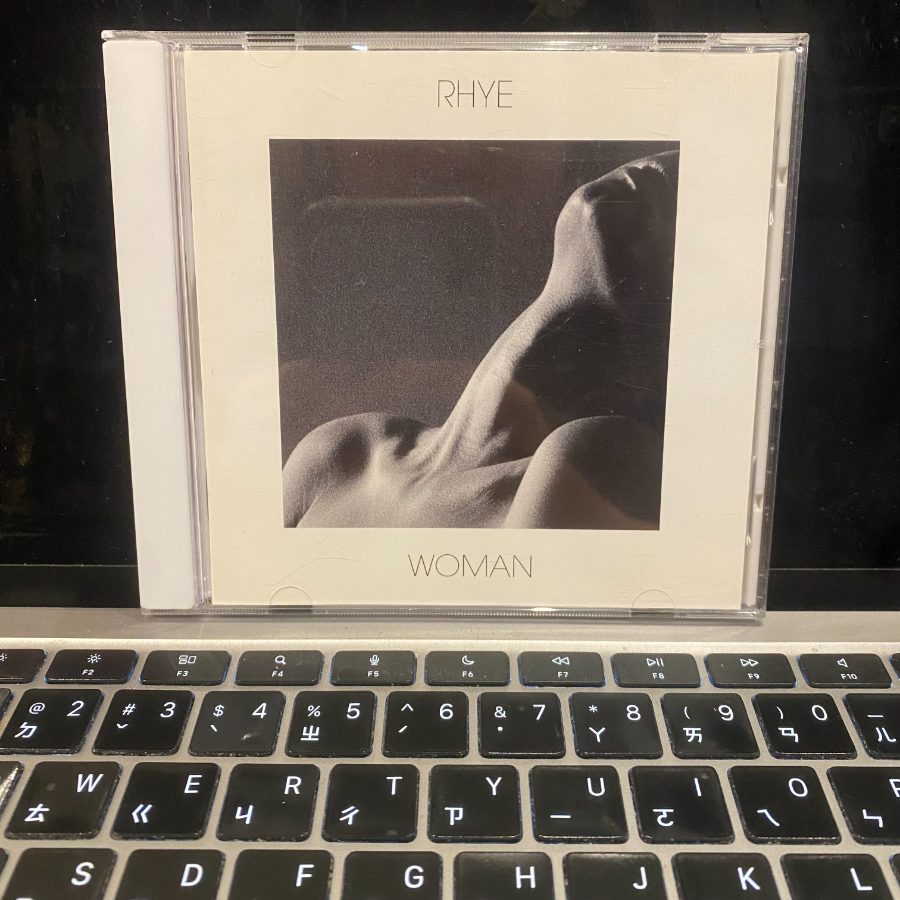 RHYE
WOMAN
F2 F3 F4 F5 F6 F7 F8 F9 F10
@ 2 # 3 $ 4 % 5 ^ 6 & 7 * 8 ( 9 ) 0
ㄉ ˇ ˋ ㄓ ˊ ˙ ㄚ ㄞ ㄢ ㄦ
W E R T Y U I O P
ㄊ ㄍ ㄐ ㄔ ㄗ ㄧ ㄛ ㄟ ㄣ
S D F G H J K L